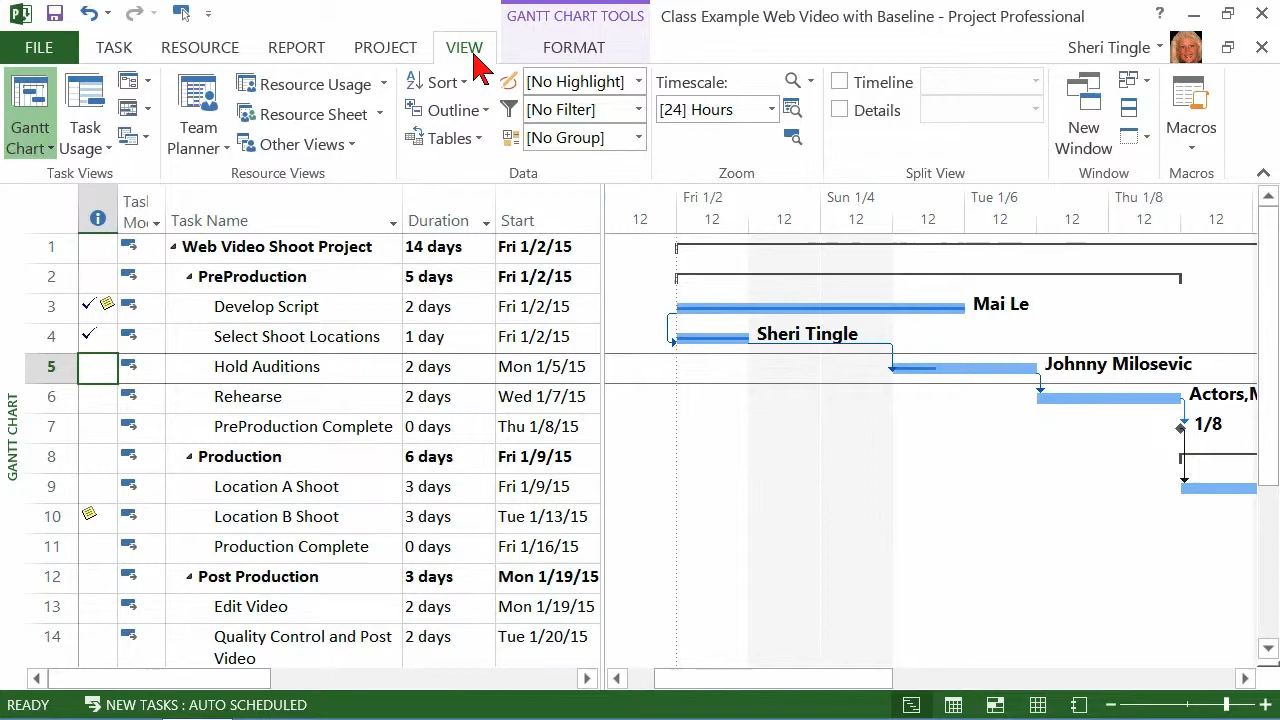 GANTT CHART TOOLS
Class Example Web Video with Baseline - Project Professional
?
FILE
TASK
RESOURCE
REPORT
PROJECT
VIEW
FORMAT
Sheri Tingle
Gantt
Chart
Task
Usage
Task Views
Team
Planner
Resource Usage
Resource Sheet
Other Views
Resource Views
Sort
Outline
Tables
[No Highlight]
[No Filter]
[No Group]
Data
Timescale:
[24] Hours
Zoom
Timeline
Details
Split View
New
Window
Window
Macros
Macros
Task
Mo
Task Name
Duration
Start
Fri 1/2
Sun 1/4
Tue 1/6
Thu 1/8
12 12 12 12 12 12 12 12 12
1 Web Video Shoot Project 14 days Fri 1/2/15
2 PreProduction 5 days Fri 1/2/15
3 Develop Script 2 days Fri 1/2/15 Mai Le
4 Select Shoot Locations 1 day Fri 1/2/15 Sheri Tingle
5 Hold Auditions 2 days Mon 1/5/15 Johnny Milosevic
6 Rehearse 2 days Wed 1/7/15 Actors,M
7 PreProduction Complete 0 days Thu 1/8/15 1/8
8 Production 6 days Fri 1/9/15
9 Location A Shoot 3 days Fri 1/9/15
10 Location B Shoot 3 days Tue 1/13/15
11 Production Complete 0 days Fri 1/16/15
12 Post Production 3 days Mon 1/19/15
13 Edit Video 2 days Mon 1/19/15
14 Quality Control and Post 2 days Tue 1/20/15
Video
GANTT CHART
READY
NEW TASKS : AUTO SCHEDULED